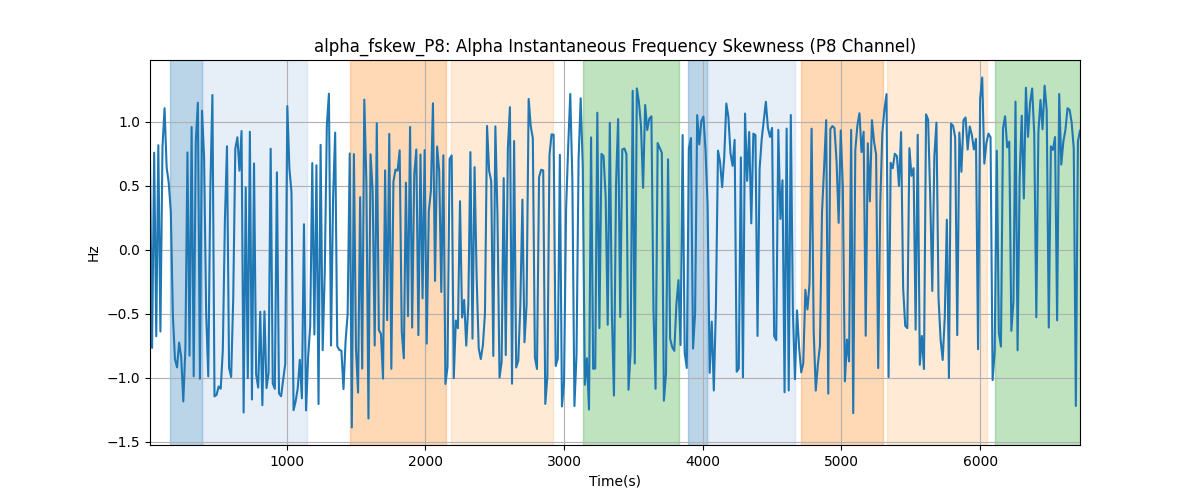 alpha_fskew_P8: Alpha Instantaneous Frequency Skewness (P8 Channel)
Hz
1.0
0.5
0.0
−0.5
−1.0
−1.5
1000 2000 3000 4000 5000 6000
Time(s)